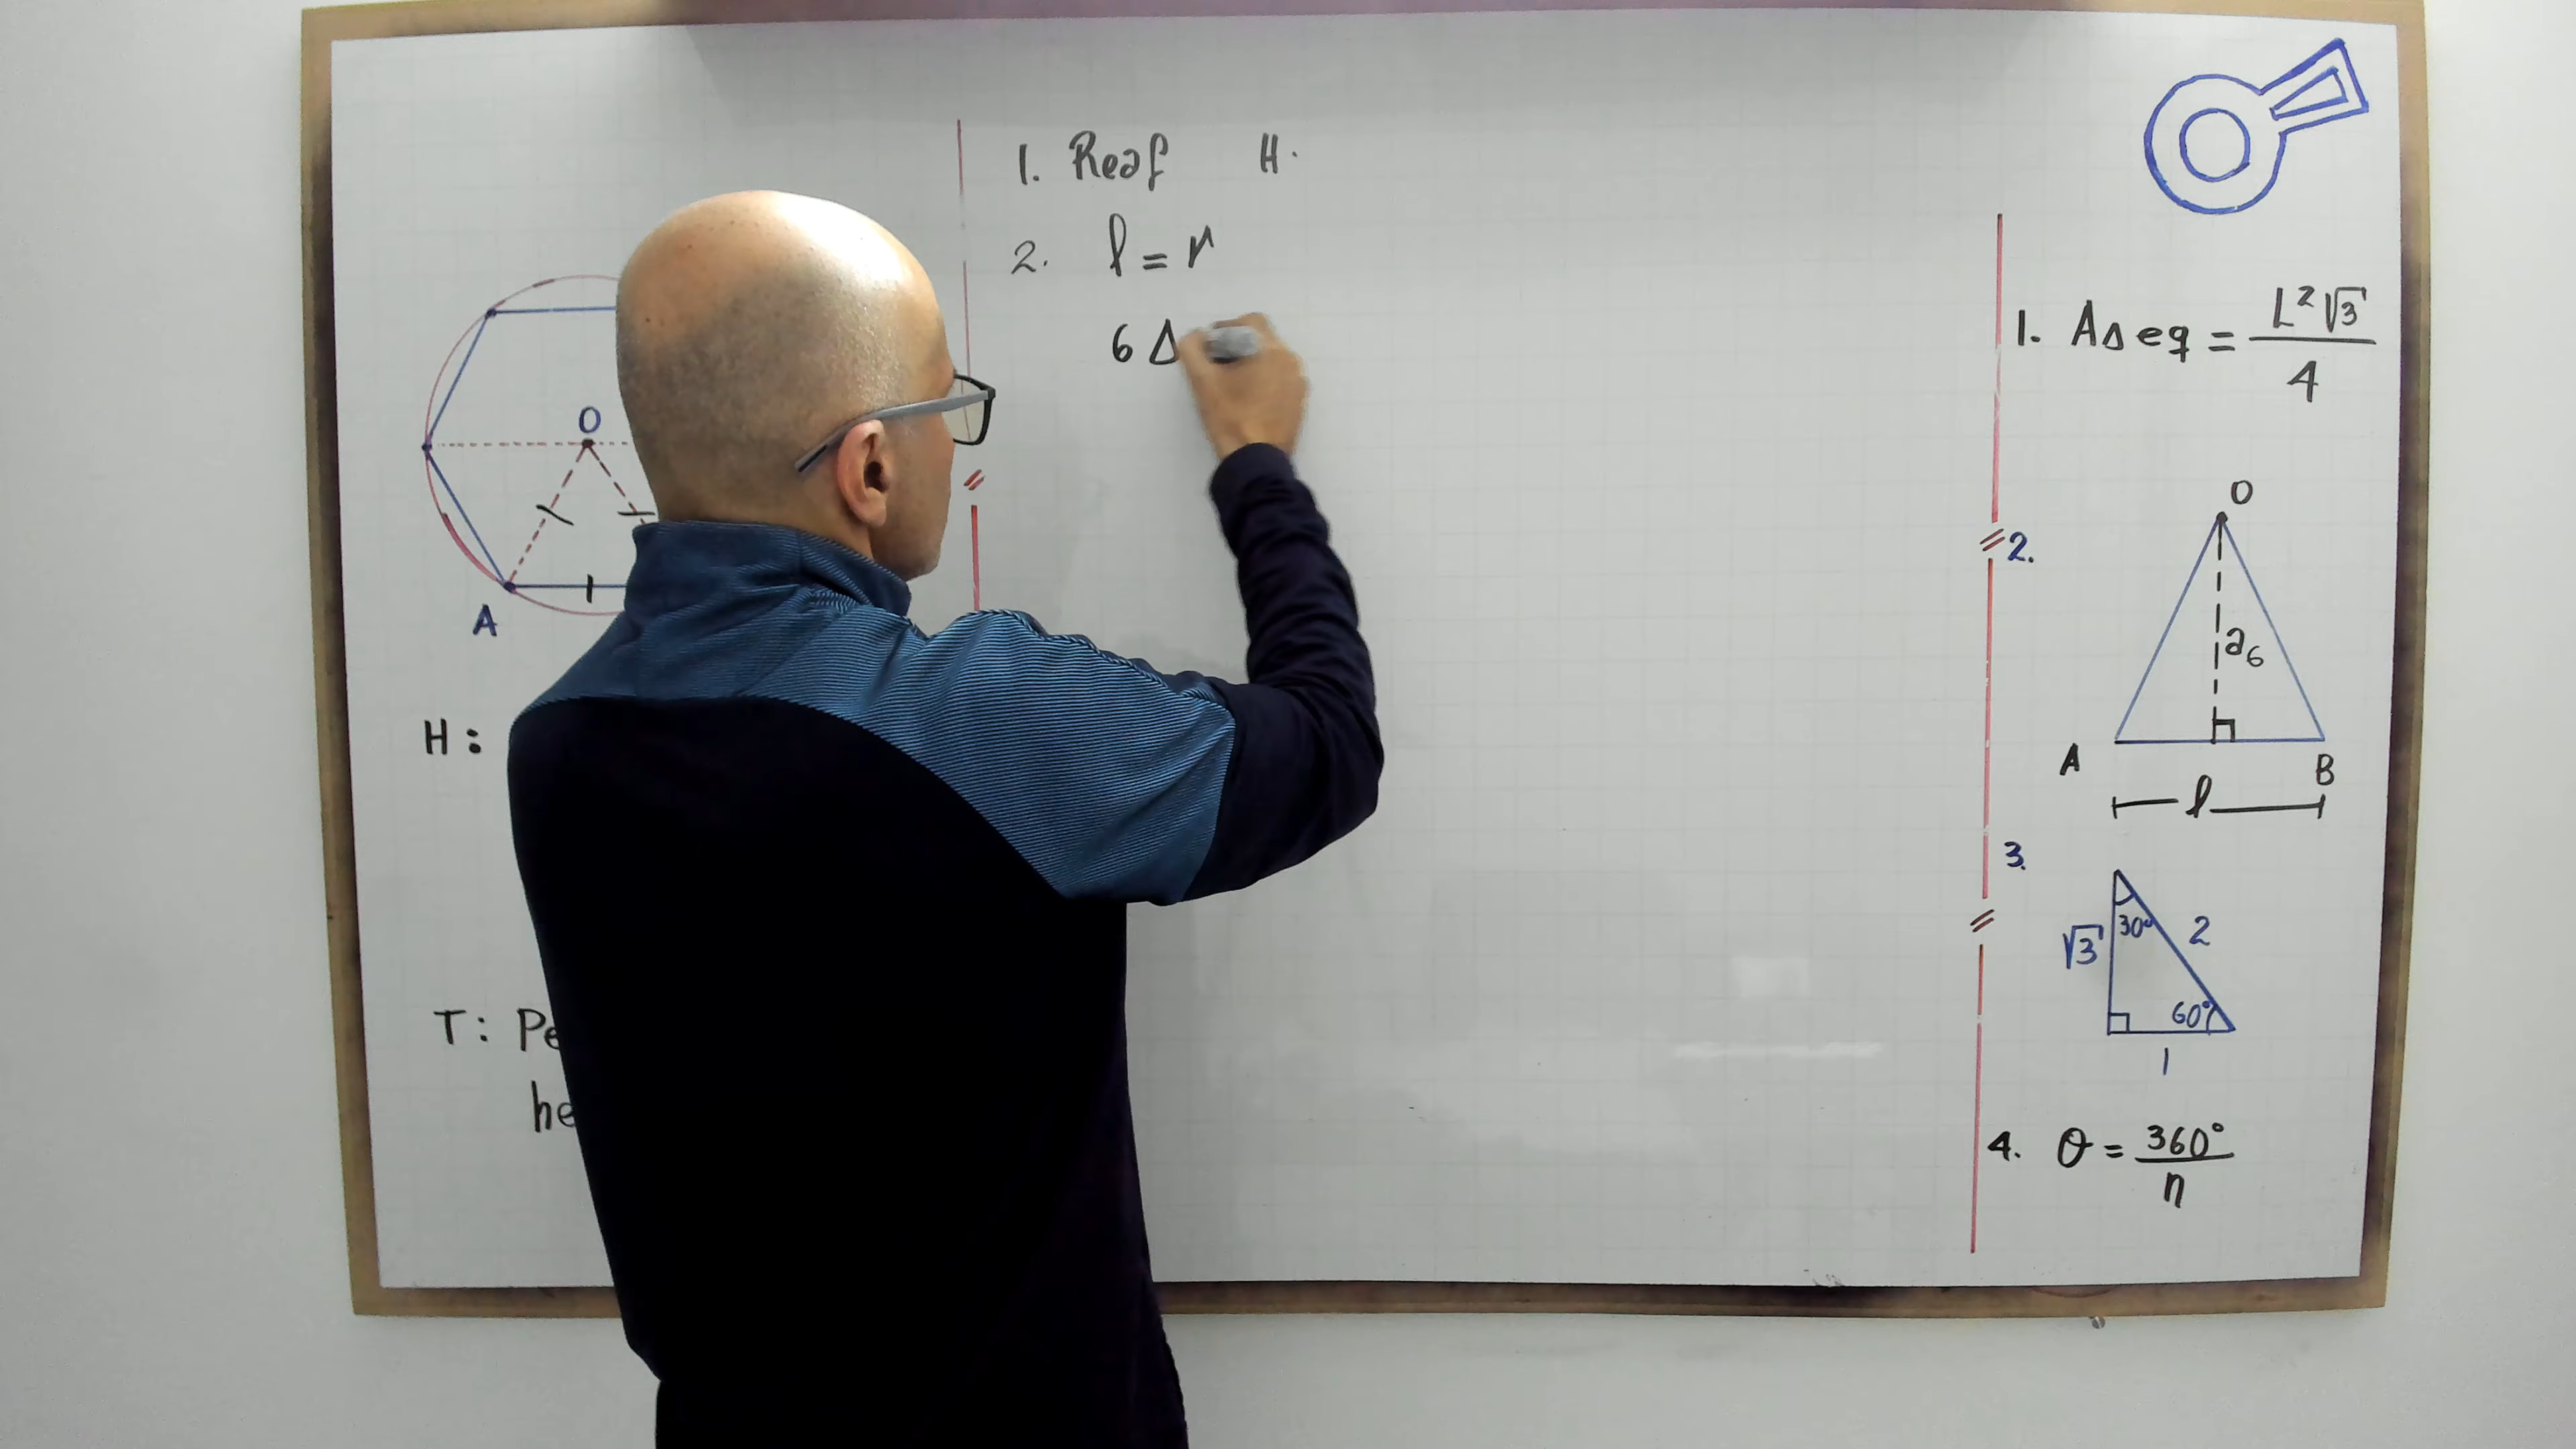 O
A
H:
T: Pe
he
1. Reaf H.
2. l = r
6 Δ
1. AΔeq = L²√3 / 4
2.
O
a₆
A B
l
3.
30°
√3 2
60°
1
4. θ = 360° / n